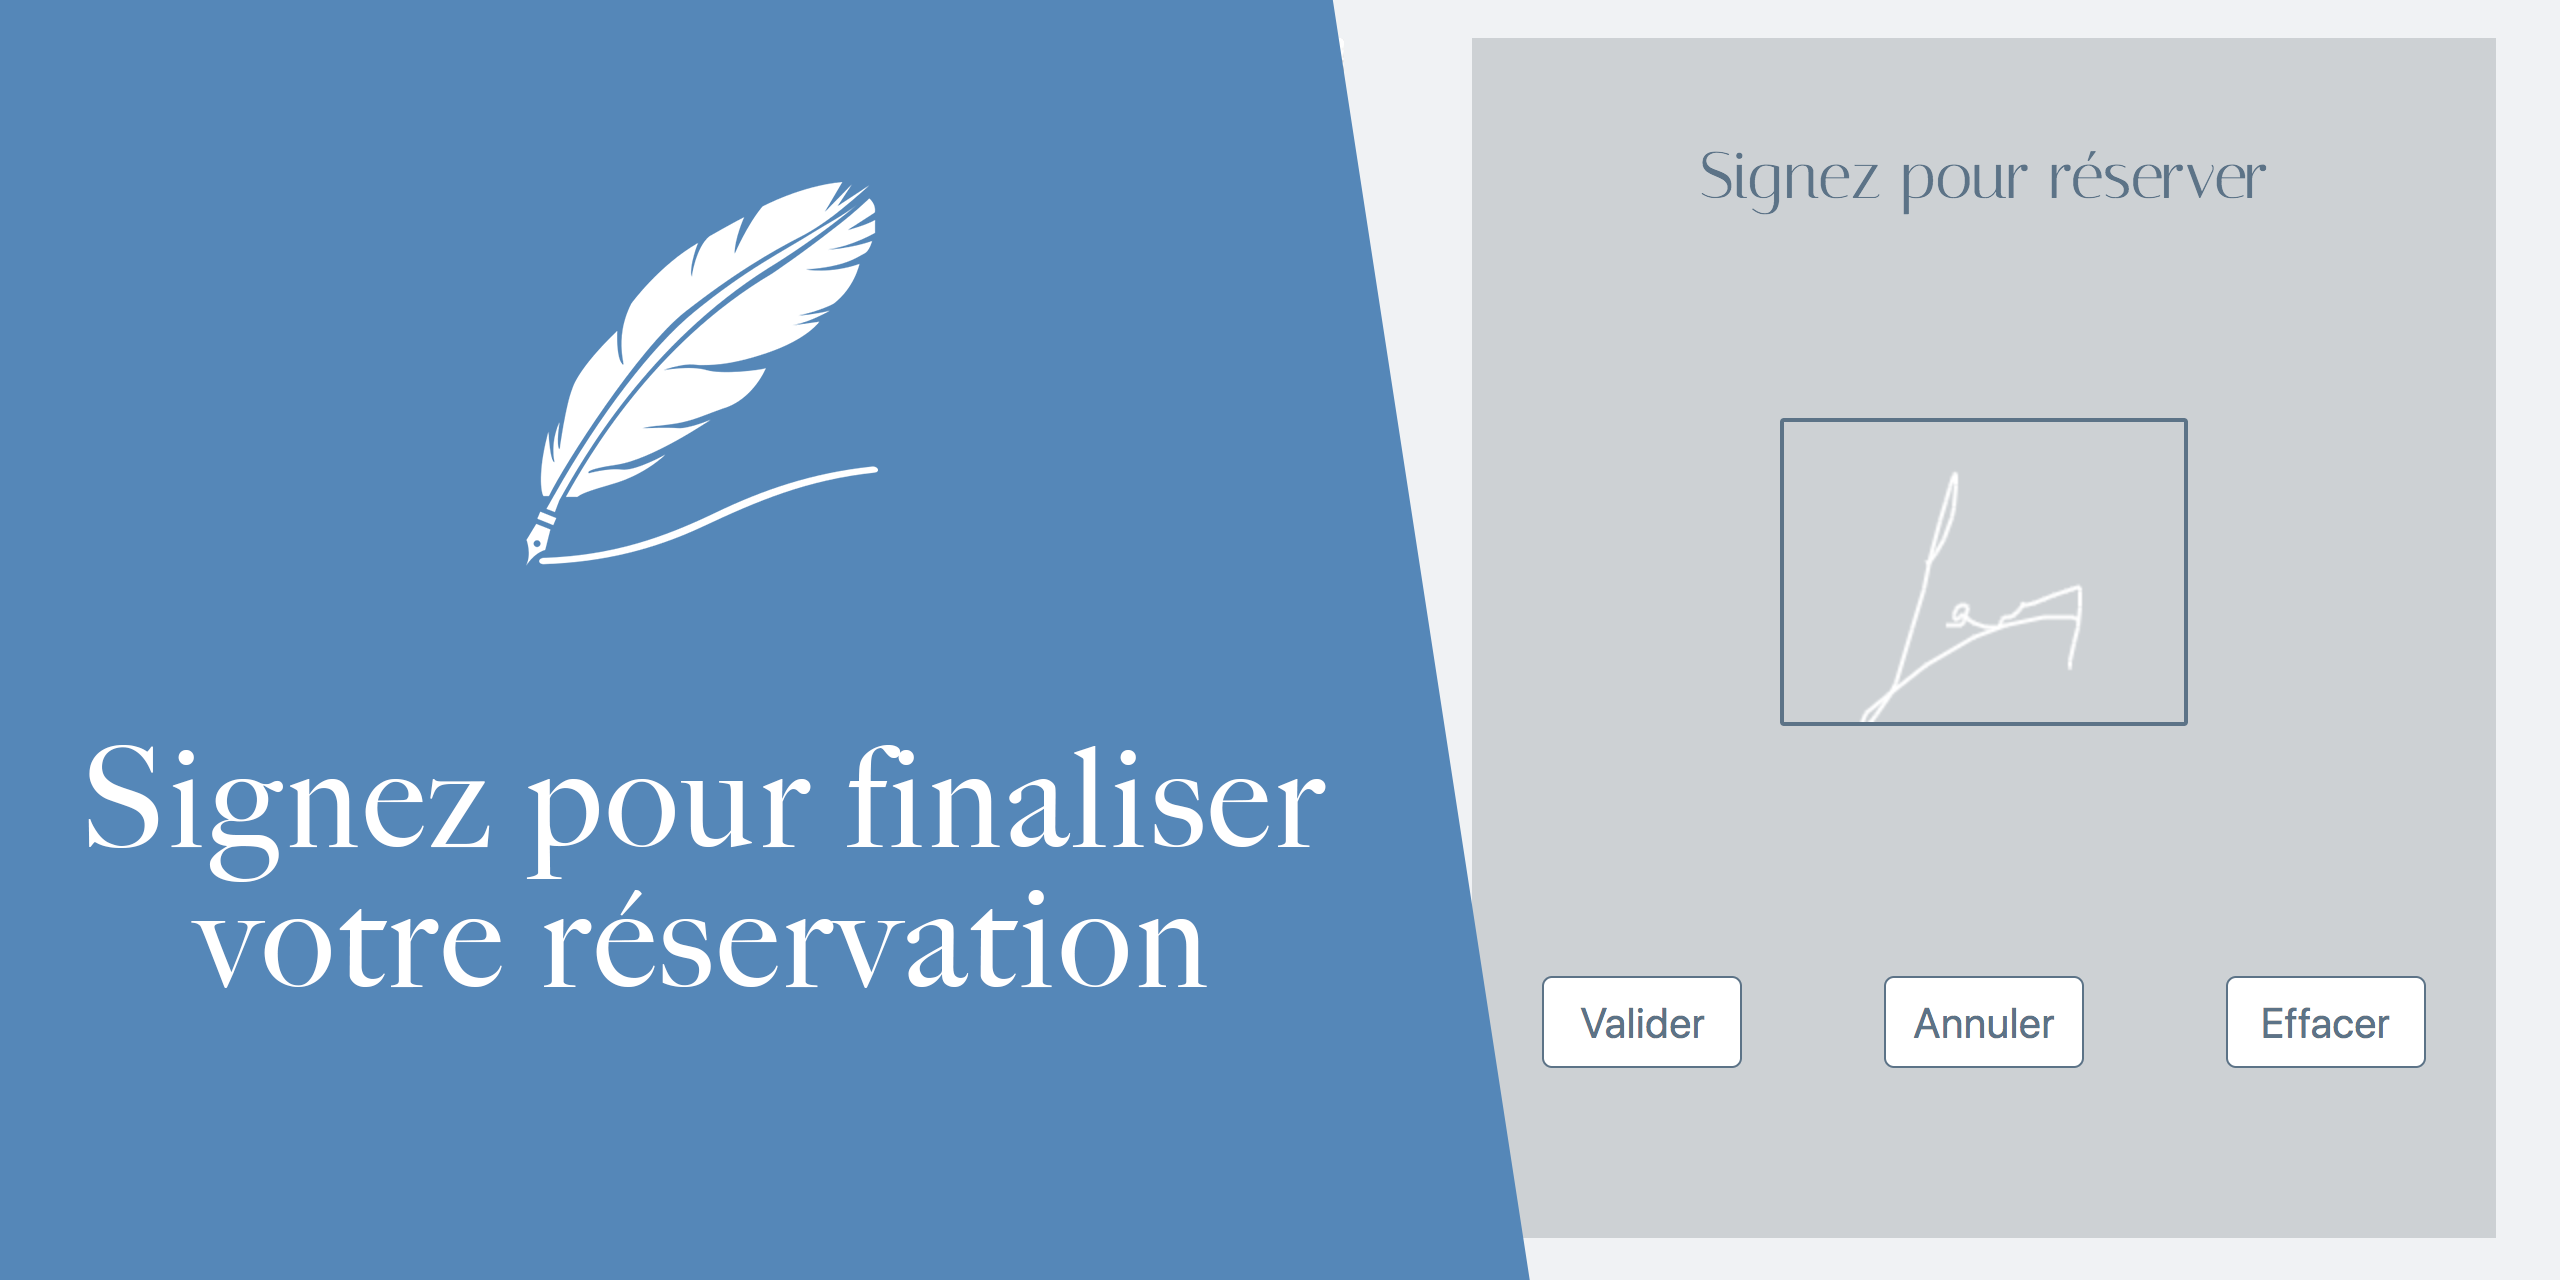 Signez pour finaliser
votre réservation
Signez pour réserver
Valider
Annuler
Effacer